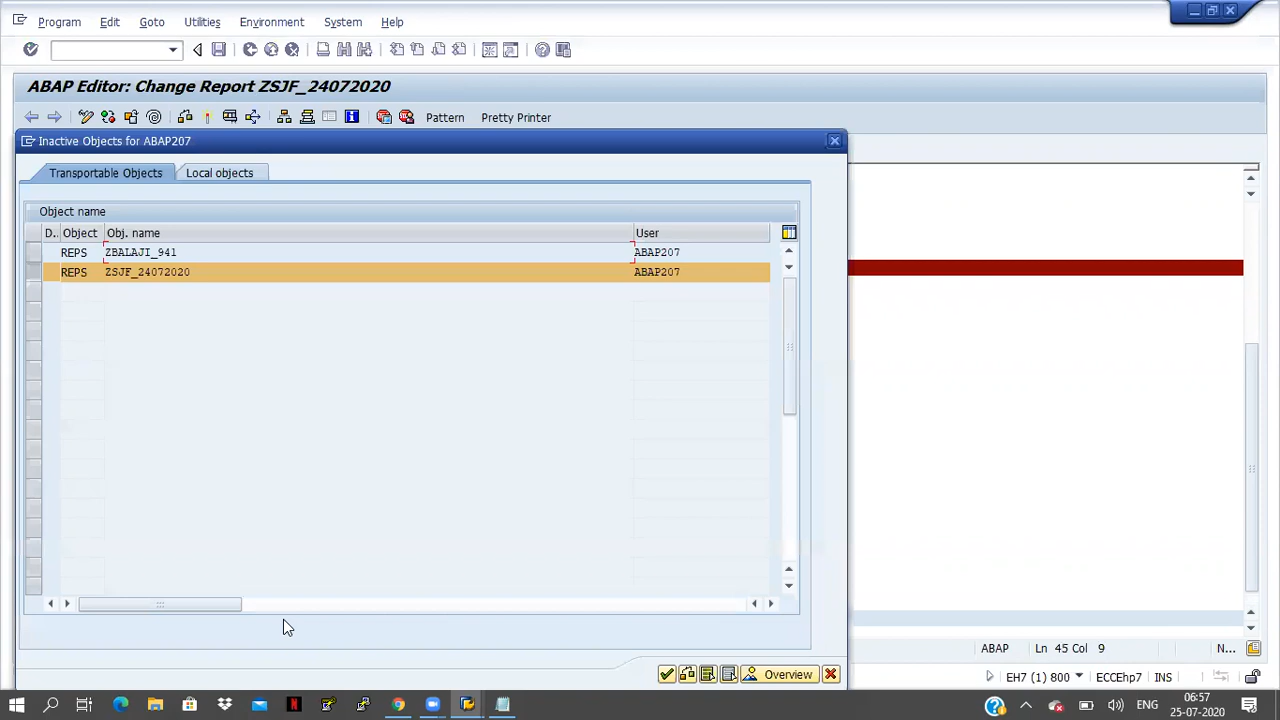 Program Edit Goto Utilities Environment System Help
ABAP Editor: Change Report ZSJF_24072020
Pattern Pretty Printer
Inactive Objects for ABAP207
Transportable Objects Local objects
Object name
D.. Object Obj. name User
REPS ZBALAJI_941 ABAP207
REPS ZSJF_24072020 ABAP207
Overview
ABAP Ln 45 Col 9 N...
EH7 (1) 800 ECCEhp7 INS
ENG 06:57
25-07-2020